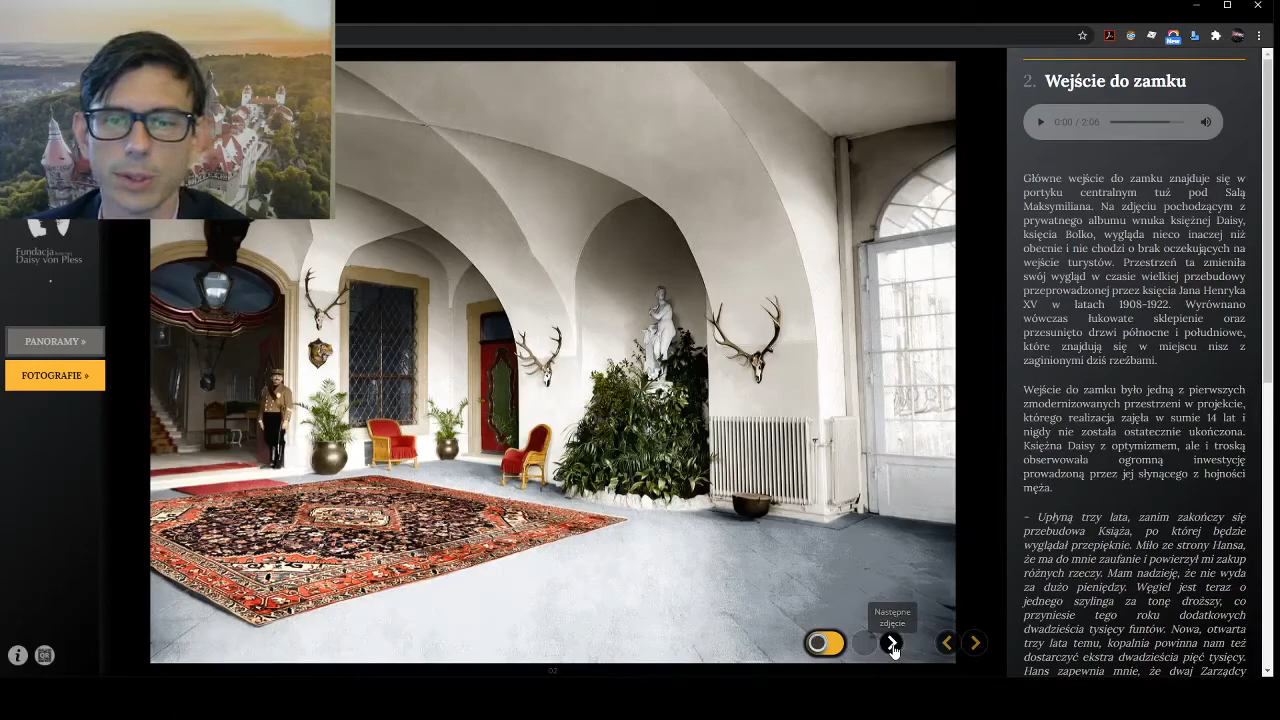 New
2. Wejście do zamku
0:00 / 2:06
Główne wejście do zamku znajduje się w
portyku centralnym tuż pod Salą
Maksymiliana. Na zdjęciu pochodzącym z
prywatnego albumu wnuka księżnej Daisy,
księcia Bolko, wygląda nieco inaczej niż
obecnie i nie chodzi o brak oczekujących na
wejście turystów. Przestrzeń ta zmieniła
swój wygląd w czasie wielkiej przebudowy
przeprowadzonej przez księcia Jana Henryka
XV w latach 1908-1922. Wyrównano
wówczas łukowate sklepienie oraz
przesunięto drzwi północne i południowe,
które znajdują się w miejscu nisz z
zaginionymi dziś rzeźbami.
Wejście do zamku było jedną z pierwszych
zmodernizowanych przestrzeni w projekcie,
którego realizacja zajęła w sumie 14 lat i
nigdy nie została ostatecznie ukończona.
Księżna Daisy z optymizmem, ale i troską
obserwowała ogromną inwestycję
prowadzoną przez jej słynącego z hojności
męża.
- Upłyną trzy lata, zanim zakończy się
przebudowa Książa, po której będzie
wyglądał przepięknie. Miło ze strony Hansa,
że ma do mnie zaufanie i powierzył mi zakup
różnych rzeczy. Mam nadzieję, że nie wyda
za dużo pieniędzy. Węgiel jest teraz o
jednego szylinga za tonę droższy, co
przyniesie tego roku dodatkowych
dwadzieścia tysięcy funtów. Nowa, otwarta
trzy lata temu, kopalnia powinna nam też
dostarczyć ekstra dwadzieścia pięć tysięcy.
Hans zapewnia mnie, że dwaj Zarządcy
Fundacja
Daisy von Pless
PANORAMY »
FOTOGRAFIE »
i
QR
Następne
zdjęcie
02